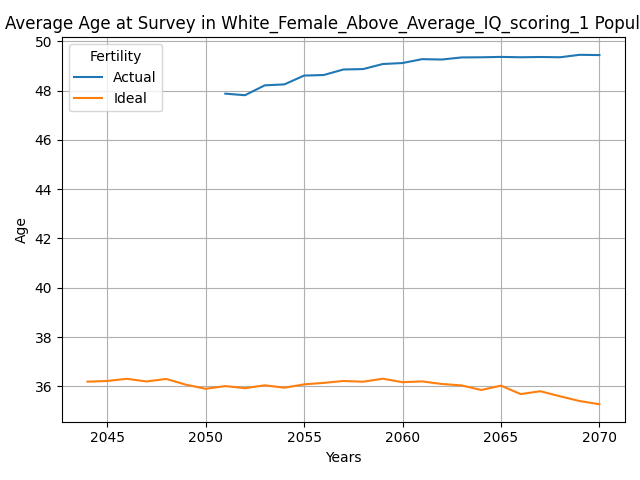 Average Age at Survey in White_Female_Above_Average_IQ_scoring_1 Popul
50
48
46
44
42
40
38
36
Age
Fertility
Actual
Ideal
2045 2050 2055 2060 2065 2070
Years